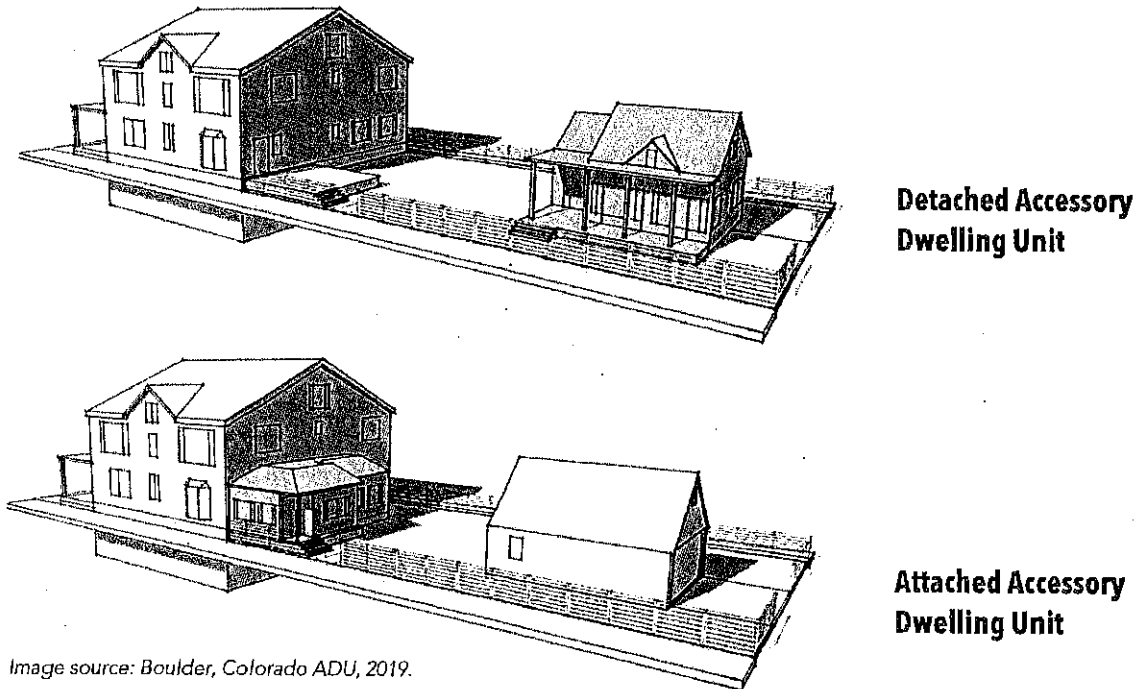 Detached Accessory
Dwelling Unit
Attached Accessory
Dwelling Unit
Image source: Boulder, Colorado ADU, 2019.